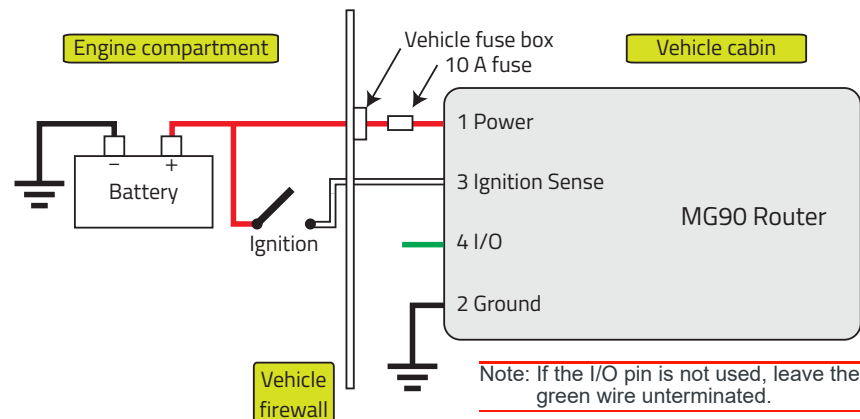 Engine compartment
Vehicle fuse box
10 A fuse
Vehicle cabin
1 Power
− +
Battery
3 Ignition Sense
MG90 Router
Ignition
4 I/O
2 Ground
Vehicle
firewall
Note: If the I/O pin is not used, leave the
green wire unterminated.